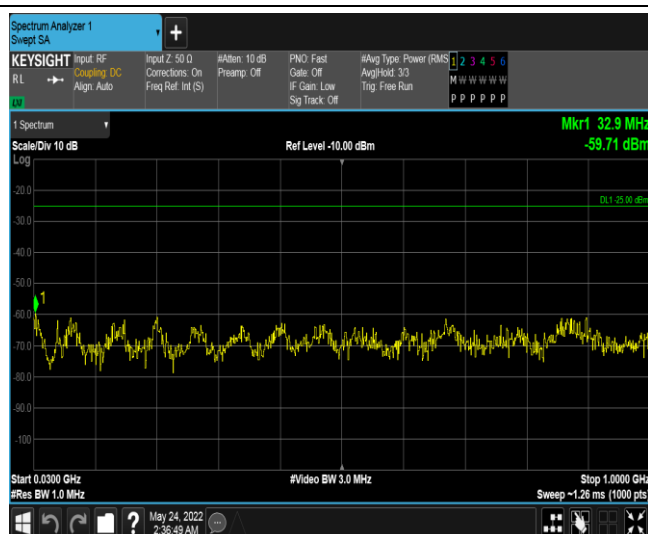 Spectrum Analyzer 1
Swept SA
+
KEYSIGHT
RL
LXI
Input: RF
Coupling: DC
Align: Auto
Input Z: 50 Ω
Corrections: On
Freq Ref: Int (S)
#Atten: 10 dB
Preamp: Off
PNO: Fast
Gate: Off
IF Gain: Low
Sig Track: Off
#Avg Type: Power (RMS
Avg|Hold: 3/3
Trig: Free Run
1 2 3 4 5 6
M W W W W W
P P P P P P
1 Spectrum
Scale/Div 10 dB
Ref Level -10.00 dBm
Mkr1 32.9 MHz
-59.71 dBm
Log
DL1 -25.00 dBm
-20.0
-30.0
-40.0
-50.0
1
-60.0
-70.0
-80.0
-90.0
-100
Start 0.0300 GHz
#Video BW 3.0 MHz
Stop 1.0000 GHz
#Res BW 1.0 MHz
Sweep ~1.26 ms (1000 pts)
?
May 24, 2022
2:36:49 AM